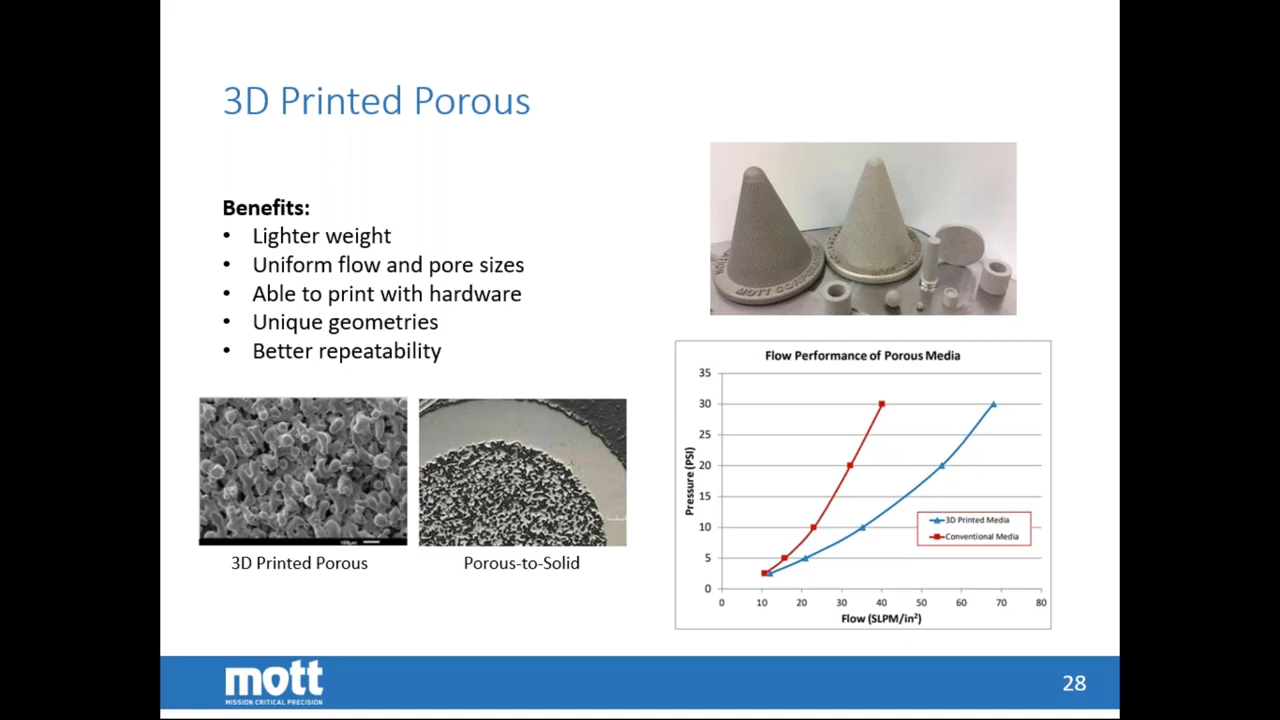 3D Printed Porous
Benefits:
• Lighter weight
• Uniform flow and pore sizes
• Able to print with hardware
• Unique geometries
• Better repeatability
3D Printed Porous
Porous-to-Solid
MOTT CORPORATION
Flow Performance of Porous Media
Pressure (PSI)
35
30
25
20
15
10
5
0
3D Printed Media
Conventional Media
0 10 20 30 40 50 60 70 80
Flow (SLPM/in²)
mott
MISSION CRITICAL PRECISION
28